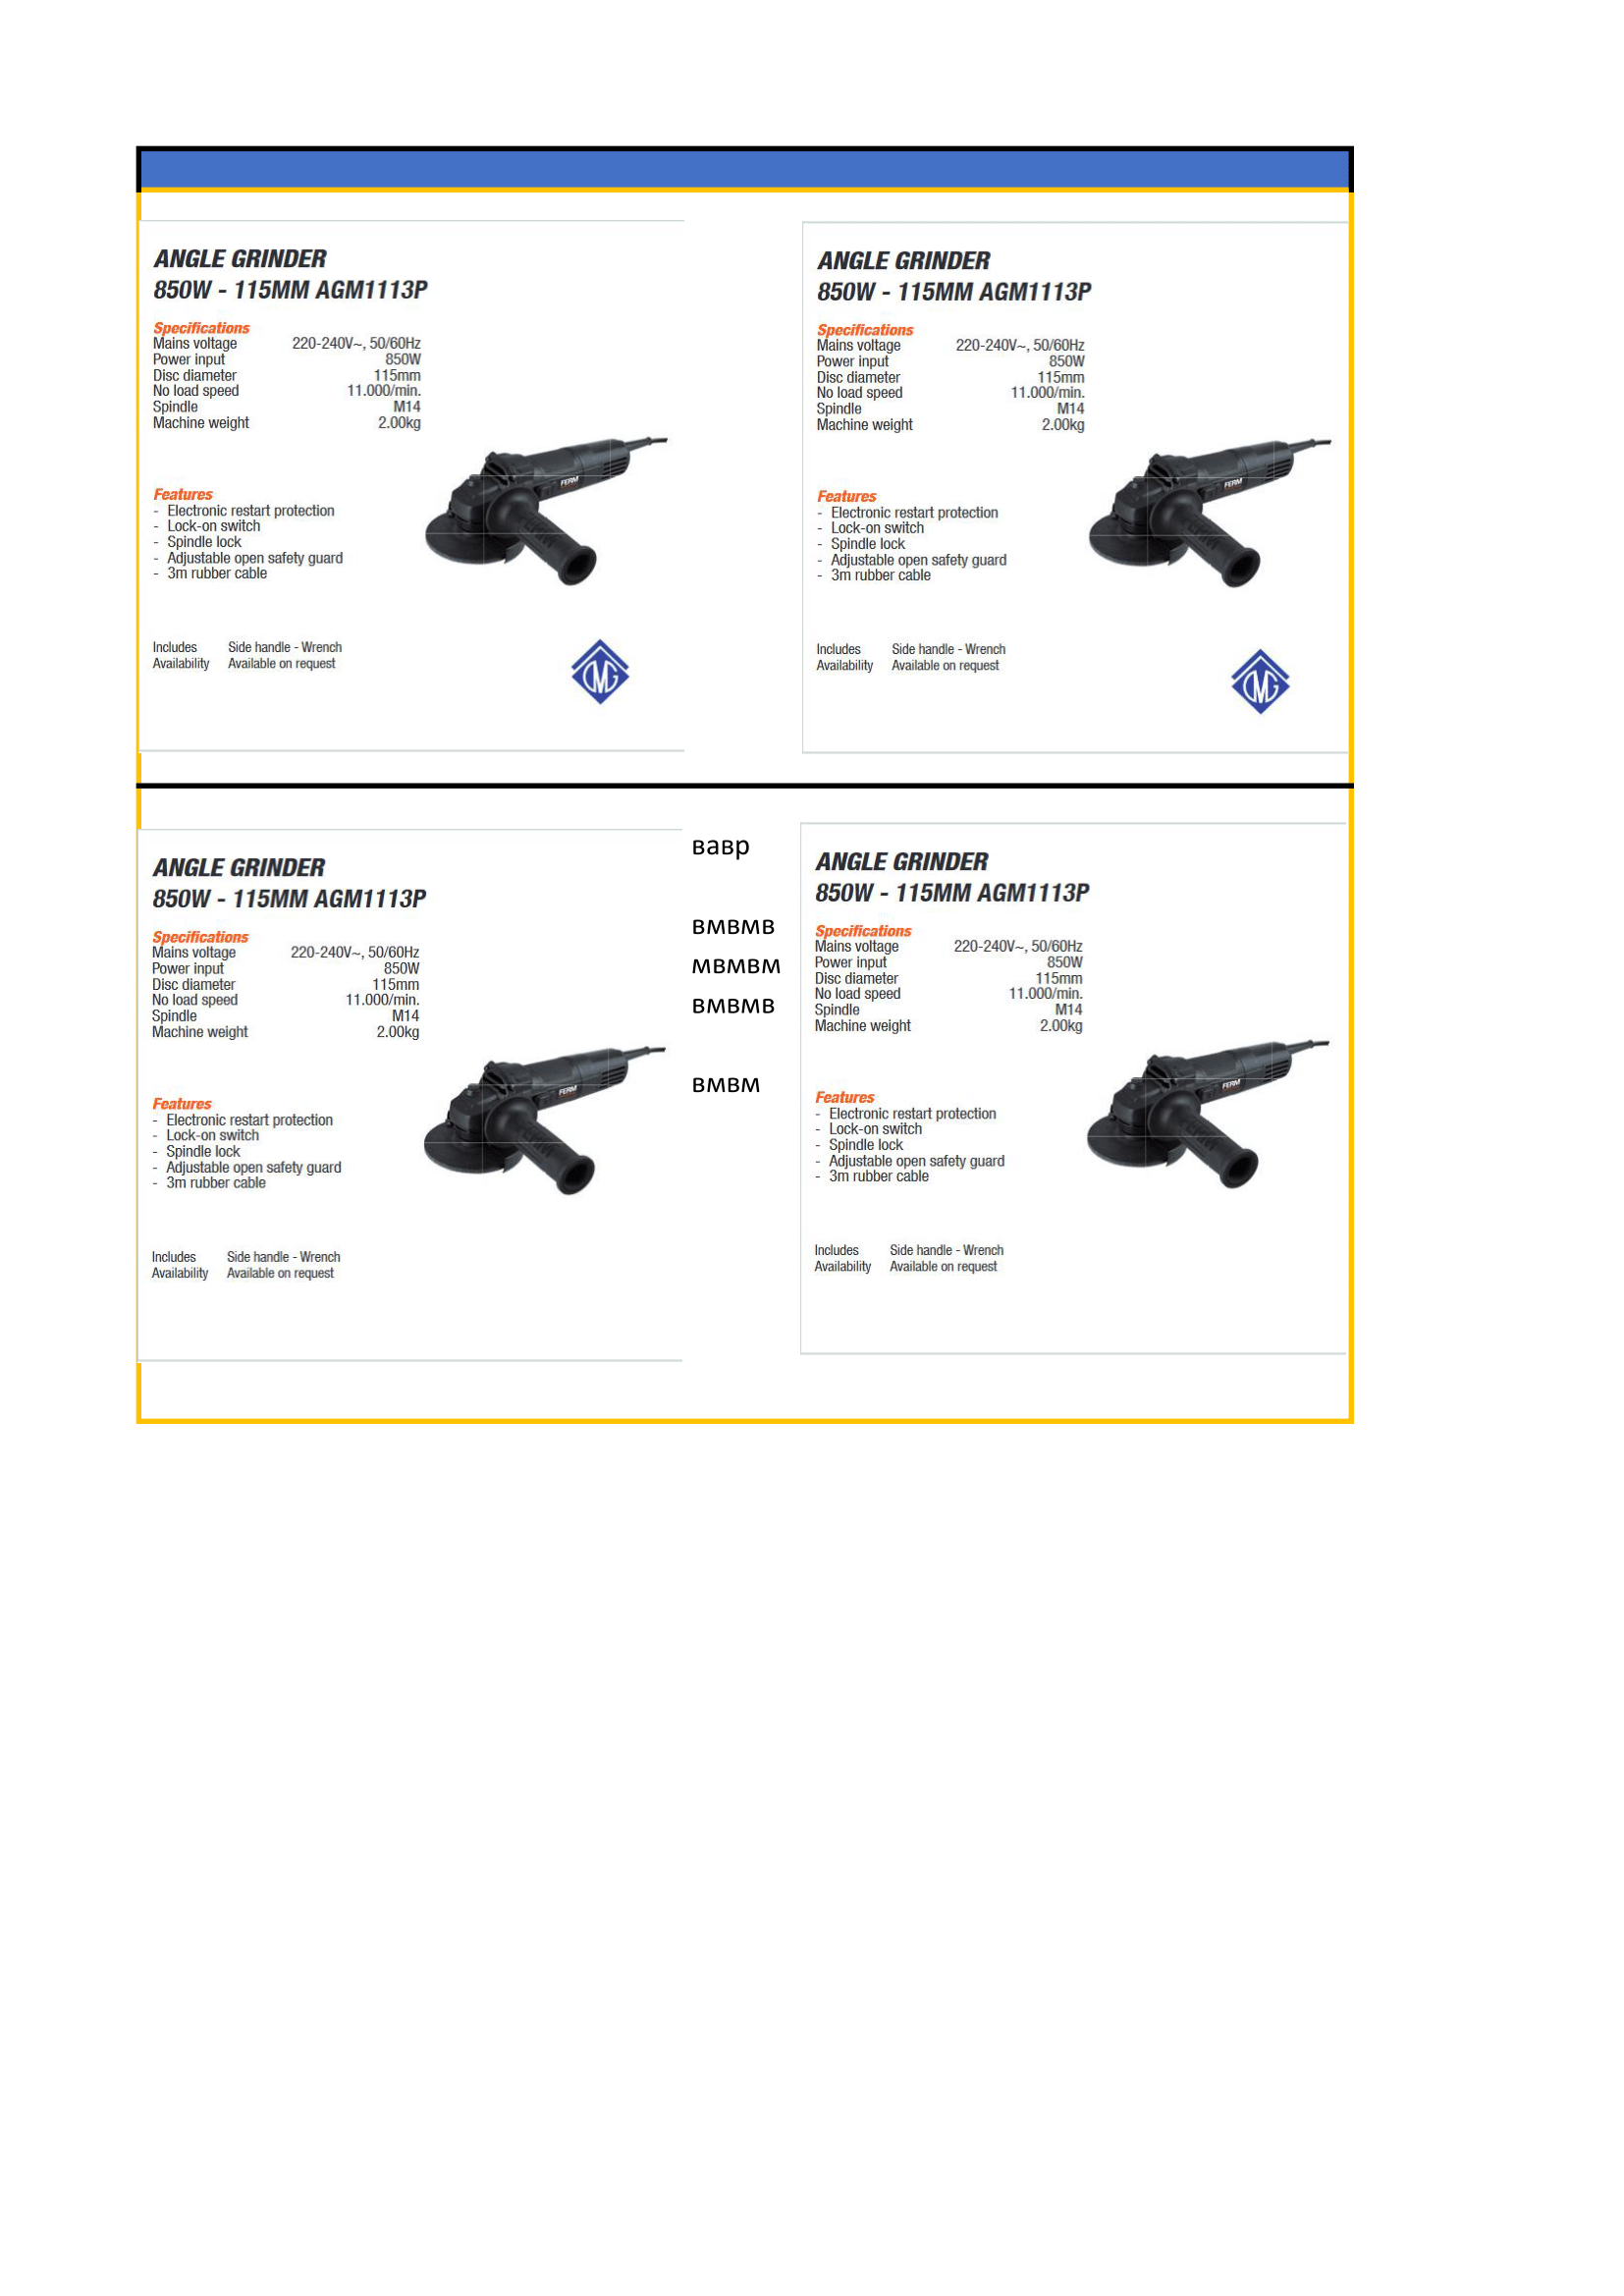 ANGLE GRINDER
850W - 115MM AGM1113P
Specifications
Mains voltage 220-240V~, 50/60Hz
Power input 850W
Disc diameter 115mm
No load speed 11.000/min.
Spindle M14
Machine weight 2.00kg
FERM
Features
- Electronic restart protection
- Lock-on switch
- Spindle lock
- Adjustable open safety guard
- 3m rubber cable
Includes Side handle - Wrench
Availability Available on request
ANGLE GRINDER
850W - 115MM AGM1113P
Specifications
Mains voltage 220-240V~, 50/60Hz
Power input 850W
Disc diameter 115mm
No load speed 11.000/min.
Spindle M14
Machine weight 2.00kg
FERM
Features
- Electronic restart protection
- Lock-on switch
- Spindle lock
- Adjustable open safety guard
- 3m rubber cable
Includes Side handle - Wrench
Availability Available on request
ANGLE GRINDER
850W - 115MM AGM1113P
Specifications
Mains voltage 220-240V~, 50/60Hz
Power input 850W
Disc diameter 115mm
No load speed 11.000/min.
Spindle M14
Machine weight 2.00kg
FERM
Features
- Electronic restart protection
- Lock-on switch
- Spindle lock
- Adjustable open safety guard
- 3m rubber cable
Includes Side handle - Wrench
Availability Available on request
вавр
вмвмв
мвмвм
вмвмв
вмвм
ANGLE GRINDER
850W - 115MM AGM1113P
Specifications
Mains voltage 220-240V~, 50/60Hz
Power input 850W
Disc diameter 115mm
No load speed 11.000/min.
Spindle M14
Machine weight 2.00kg
FERM
Features
- Electronic restart protection
- Lock-on switch
- Spindle lock
- Adjustable open safety guard
- 3m rubber cable
Includes Side handle - Wrench
Availability Available on request